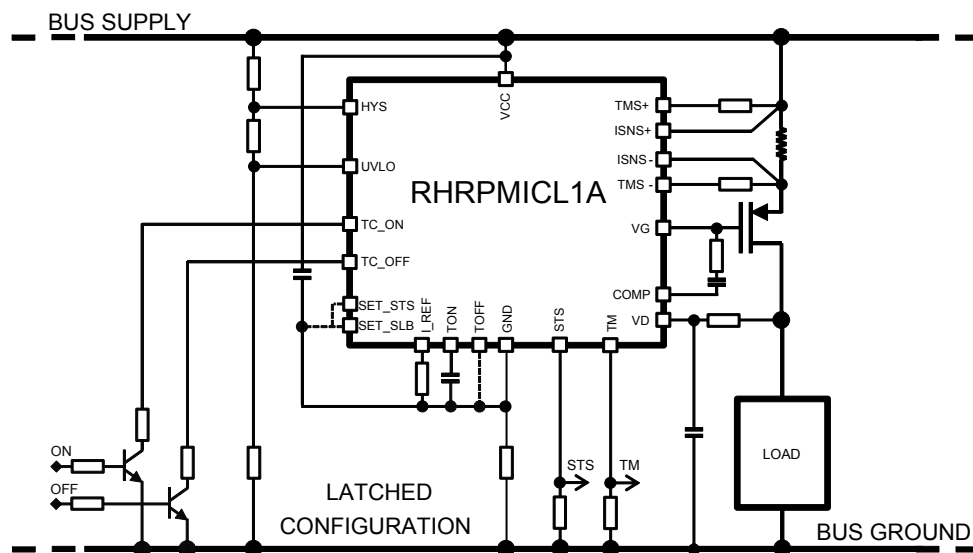 BUS SUPPLY
HYS
VCC
TMS+
ISNS+
UVLO
ISNS-
TMS -
RHRPMICL1A
TC_ON
VG
TC_OFF
COMP
SET_STS
SET_SLB
I_REF
TON
TOFF
GND
STS
TM
VD
ON
OFF
STS
TM
LOAD
LATCHED
CONFIGURATION
BUS GROUND